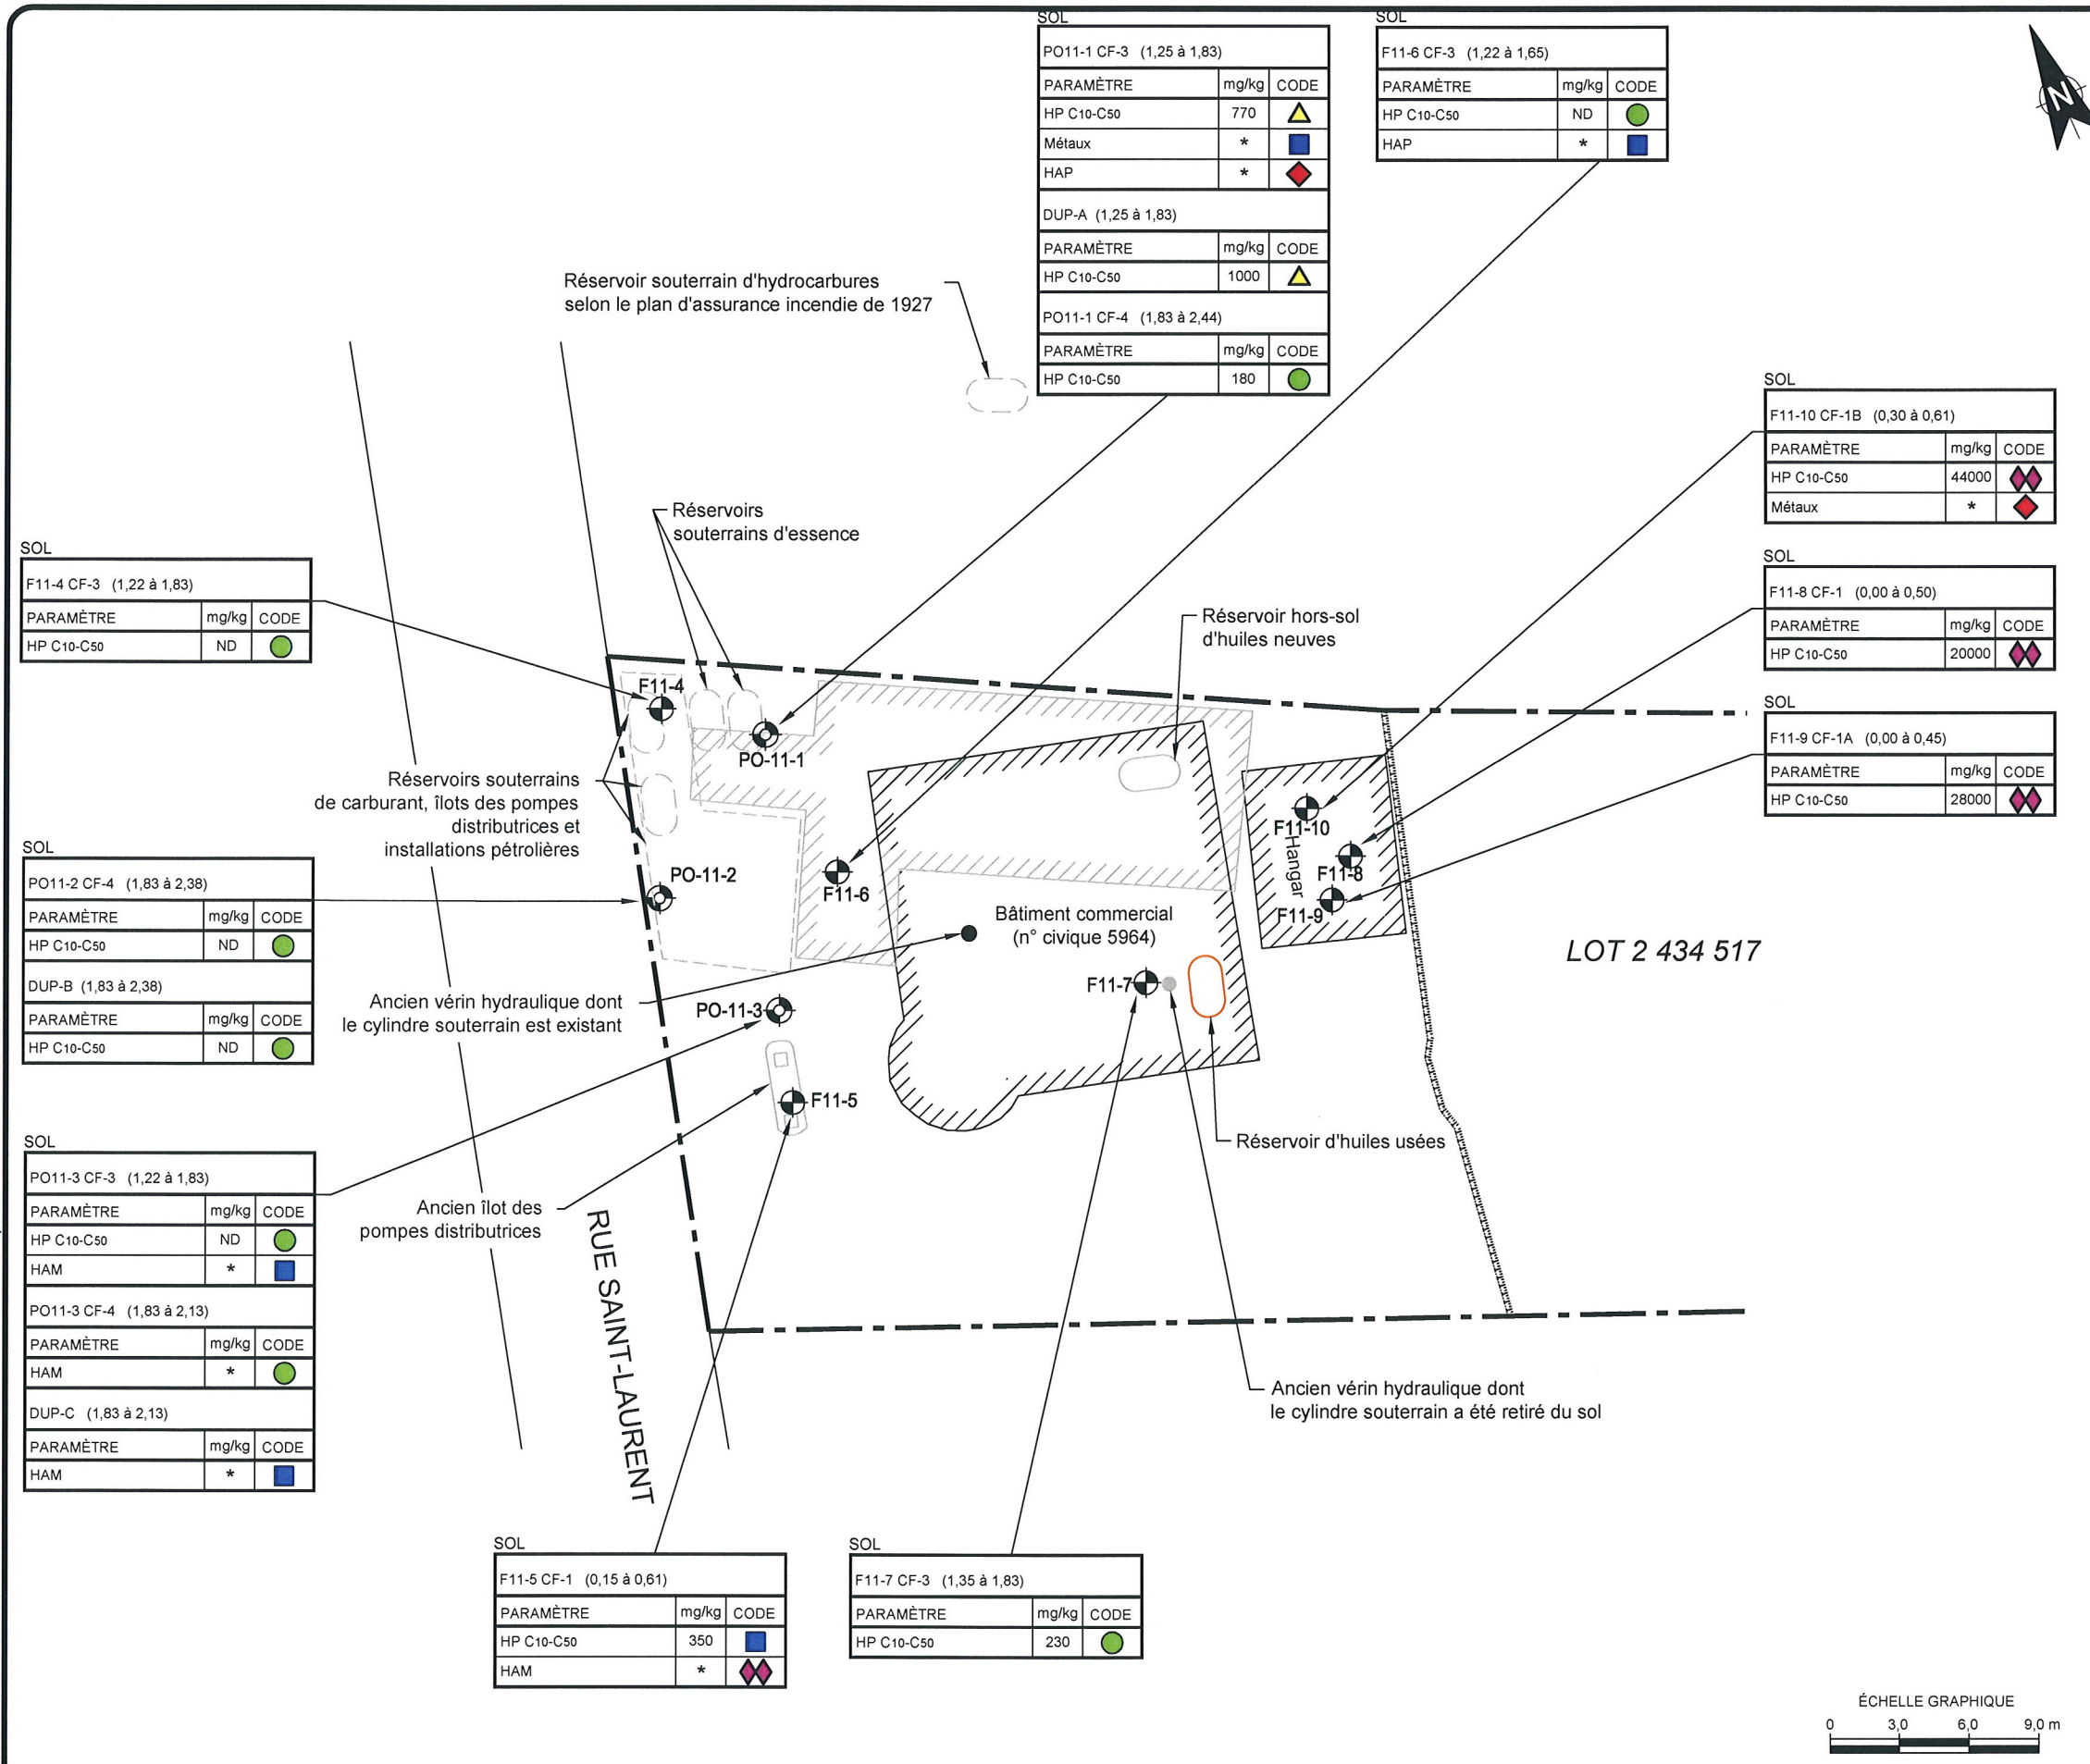 SOL
PO11-1 CF-3 (1,25 à 1,83)
PARAMÈTRE mg/kg CODE
HP C10-C50 770
Métaux *
HAP *
DUP-A (1,25 à 1,83)
PARAMÈTRE mg/kg CODE
HP C10-C50 1000
PO11-1 CF-4 (1,83 à 2,44)
PARAMÈTRE mg/kg CODE
HP C10-C50 180
SOL
F11-6 CF-3 (1,22 à 1,65)
PARAMÈTRE mg/kg CODE
HP C10-C50 ND
HAP *
N
Réservoir souterrain d'hydrocarbures
selon le plan d'assurance incendie de 1927
SOL
F11-10 CF-1B (0,30 à 0,61)
PARAMÈTRE mg/kg CODE
HP C10-C50 44000
Métaux *
Réservoirs
souterrains d'essence
SOL
F11-4 CF-3 (1,22 à 1,83)
PARAMÈTRE mg/kg CODE
HP C10-C50 ND
SOL
F11-8 CF-1 (0,00 à 0,50)
PARAMÈTRE mg/kg CODE
HP C10-C50 20000
Réservoir hors-sol
d'huiles neuves
SOL
F11-9 CF-1A (0,00 à 0,45)
PARAMÈTRE mg/kg CODE
HP C10-C50 28000
F11-4
PO-11-1
Réservoirs souterrains
de carburant, îlots des pompes
distributrices et
installations pétrolières
F11-10
Hangar
F11-8
F11-9
SOL
PO11-2 CF-4 (1,83 à 2,38)
PARAMÈTRE mg/kg CODE
HP C10-C50 ND
DUP-B (1,83 à 2,38)
PARAMÈTRE mg/kg CODE
HP C10-C50 ND
PO-11-2
F11-6
Bâtiment commercial
(n° civique 5964)
LOT 2 434 517
F11-7
Ancien vérin hydraulique dont
le cylindre souterrain est existant
PO-11-3
F11-5
Réservoir d'huiles usées
SOL
PO11-3 CF-3 (1,22 à 1,83)
PARAMÈTRE mg/kg CODE
HP C10-C50 ND
HAM *
PO11-3 CF-4 (1,83 à 2,13)
PARAMÈTRE mg/kg CODE
HAM *
DUP-C (1,83 à 2,13)
PARAMÈTRE mg/kg CODE
HAM *
Ancien îlot des
pompes distributrices
RUE SAINT-LAURENT
Ancien vérin hydraulique dont
le cylindre souterrain a été retiré du sol
SOL
F11-5 CF-1 (0,15 à 0,61)
PARAMÈTRE mg/kg CODE
HP C10-C50 350
HAM *
SOL
F11-7 CF-3 (1,35 à 1,83)
PARAMÈTRE mg/kg CODE
HP C10-C50 230
ÉCHELLE GRAPHIQUE
0 3,0 6,0 9,0 m